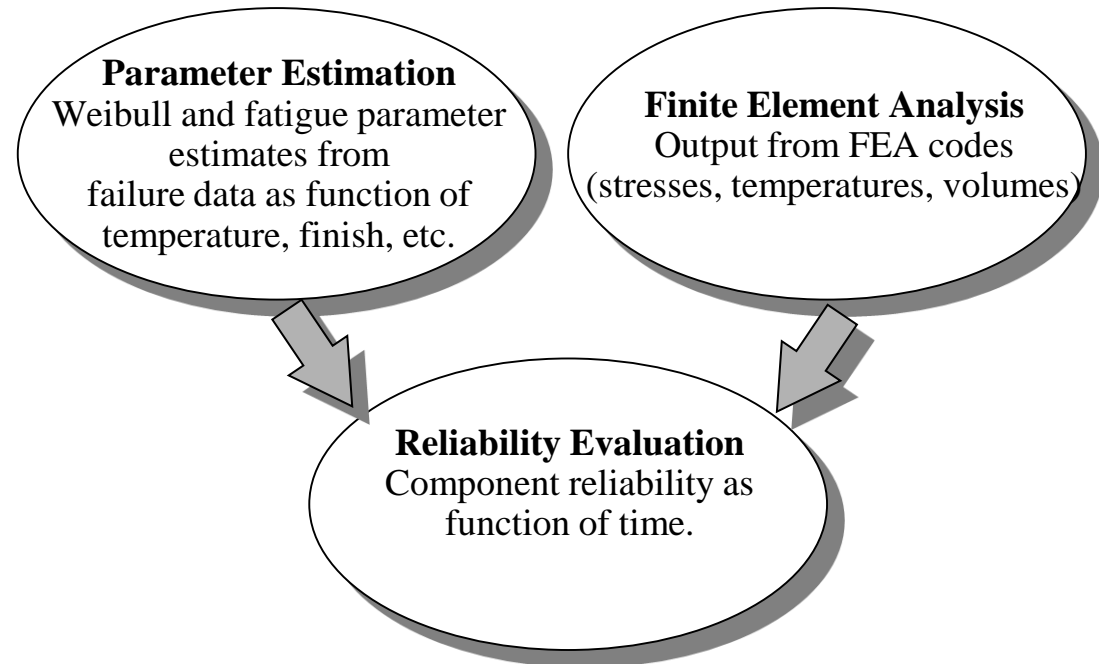 Parameter Estimation
Weibull and fatigue parameter
estimates from
failure data as function of
temperature, finish, etc.
Finite Element Analysis
Output from FEA codes
(stresses, temperatures, volumes)
Reliability Evaluation
Component reliability as
function of time.